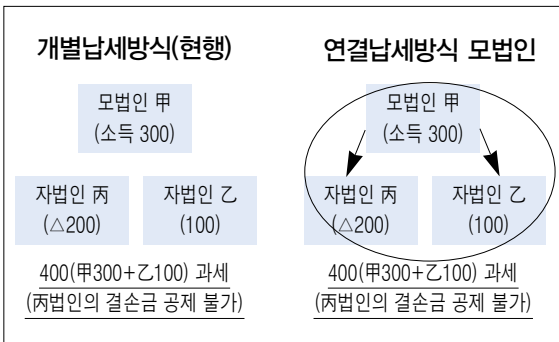 개별납세방식(현행)
모법인 甲
(소득 300)
자법인 丙
(△200)
자법인 乙
(100)
400(甲300+乙100) 과세
(丙법인의 결손금 공제 불가)
연결납세방식 모법인
모법인 甲
(소득 300)
자법인 丙
(△200)
자법인 乙
(100)
400(甲300+乙100) 과세
(丙법인의 결손금 공제 불가)